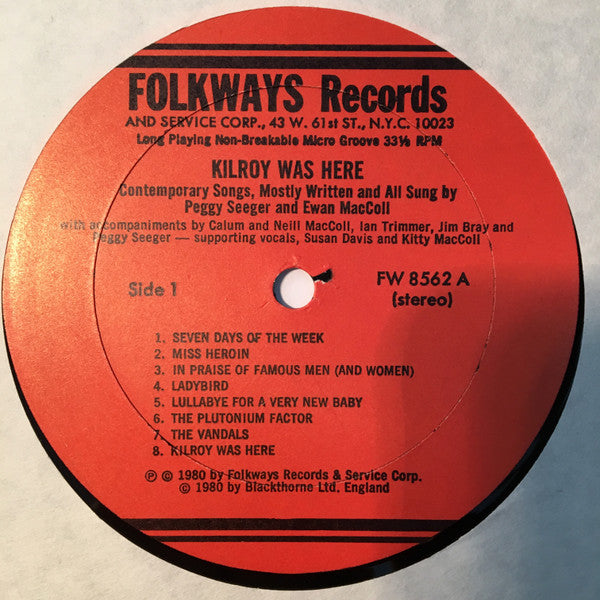 FOLKWAYS Records
AND SERVICE CORP., 43 W. 61st ST., N.Y.C. 10023
Long Playing Non-Breakable Micro Groove 33⅓ RPM
KILROY WAS HERE
Contemporary Songs, Mostly Written and All Sung by
Peggy Seeger and Ewan MacColl
with accompaniments by Calum and Neill MacColl, Ian Trimmer, Jim Bray and
Peggy Seeger — supporting vocals, Susan Davis and Kitty MacColl
Side 1
FW 8562 A
(stereo)
1. SEVEN DAYS OF THE WEEK
2. MISS HEROIN
3. IN PRAISE OF FAMOUS MEN (AND WOMEN)
4. LADYBIRD
5. LULLABYE FOR A VERY NEW BABY
6. THE PLUTONIUM FACTOR
7. THE VANDALS
8. KILROY WAS HERE
℗ © 1980 by Folkways Records & Service Corp.
© 1980 by Blackthorne Ltd. England